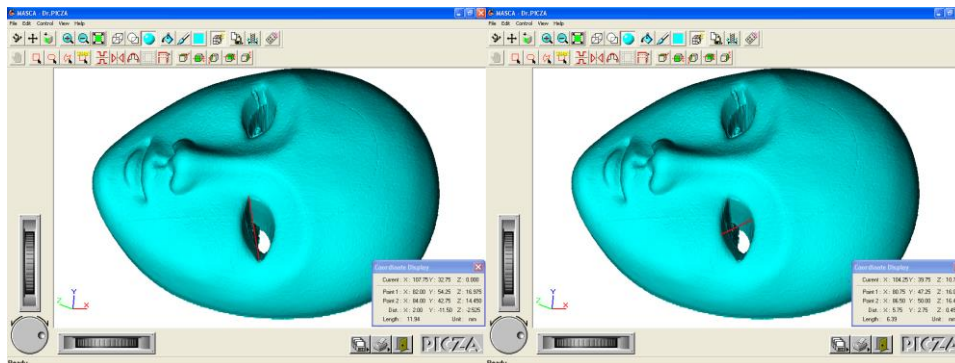 MASCA - Dr.PICZA
File Edit Control View Help
Y
Z X
Coordinate Display
Current : X : 107.75 Y : 32.75 Z : 0.000
Point 1 : X : 82.00 Y : 54.25 Z : 16.975
Point 2 : X : 84.00 Y : 42.75 Z : 14.450
Dist. : X : 2.00 Y : -11.50 Z : -2.525
Length : 11.94 Unit : mm
PICZA
Ready
MASCA - Dr.PICZA
File Edit Control View Help
Y
Z X
Coordinate Display
Current : X : 104.25 Y : 39.75 Z :
Point 1 : X : 80.75 Y : 47.25 Z :
Point 2 : X : 86.50 Y : 50.00 Z :
Dist. : X : 5.75 Y : 2.75 Z :
Length : 6.39 Unit : mm
PICZA
Ready